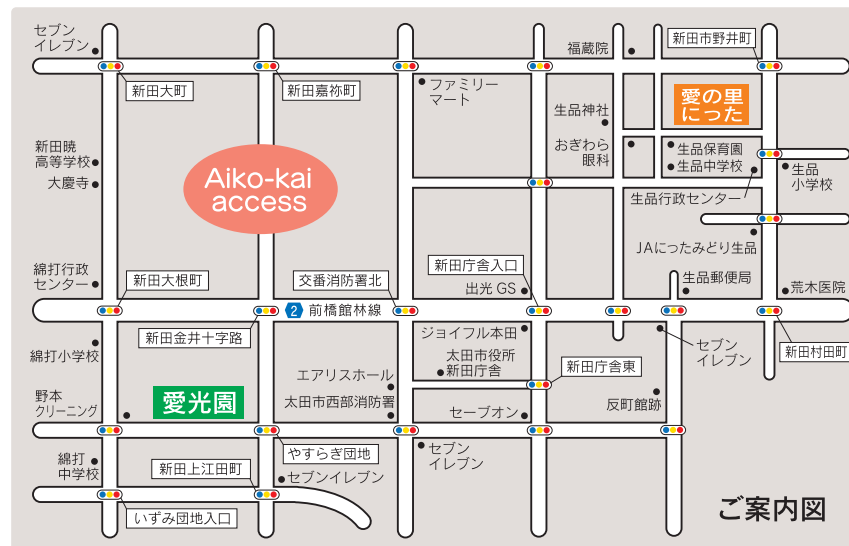 セブン
イレブン
福蔵院
新田市野井町
新田大町
新田嘉祢町
ファミリー
マート
愛の里
にった
生品神社
おぎわら
眼科
生品保育園
生品中学校
新田暁
高等学校
大慶寺
Aiko-kai
access
生品
小学校
生品行政センター
JAにったみどり生品
綿打行政
センター
新田大根町
交番消防署北
新田庁舎入口
出光 GS
生品郵便局
荒木医院
2 前橋館林線
新田金井十字路
綿打小学校
ジョイフル本田
太田市役所
新田庁舎
新田庁舎東
セブン
イレブン
新田村田町
エアリスホール
太田市西部消防署
セーブオン
反町館跡
野本
クリーニング
愛光園
やすらぎ団地
セブン
イレブン
綿打
中学校
新田上江田町
セブンイレブン
いずみ団地入口
ご案内図